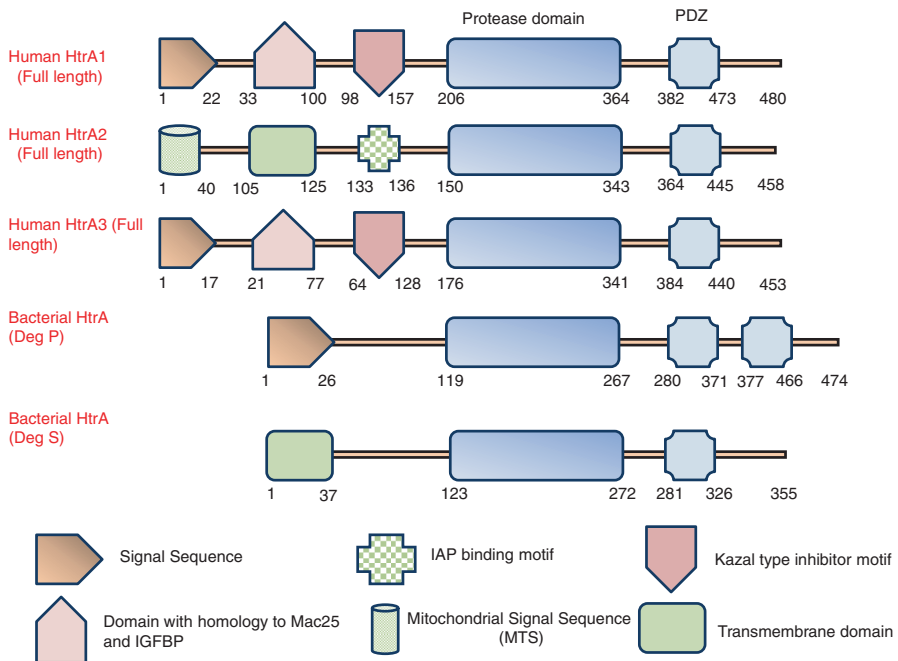 Protease domain PDZ
Human HtrA1
(Full length)
1 22 33 100 98 157 206 364 382 473 480
Human HtrA2
(Full length)
1 40 105 125 133 136 150 343 364 445 458
Human HtrA3 (Full
length)
1 17 21 77 64 128 176 341 384 440 453
Bacterial HtrA
(Deg P)
1 26 119 267 280 371 377 466 474
Bacterial HtrA
(Deg S)
1 37 123 272 281 326 355
Signal Sequence
IAP binding motif
Kazal type inhibitor motif
Domain with homology to Mac25
and IGFBP
Mitochondrial Signal Sequence
(MTS)
Transmembrane domain